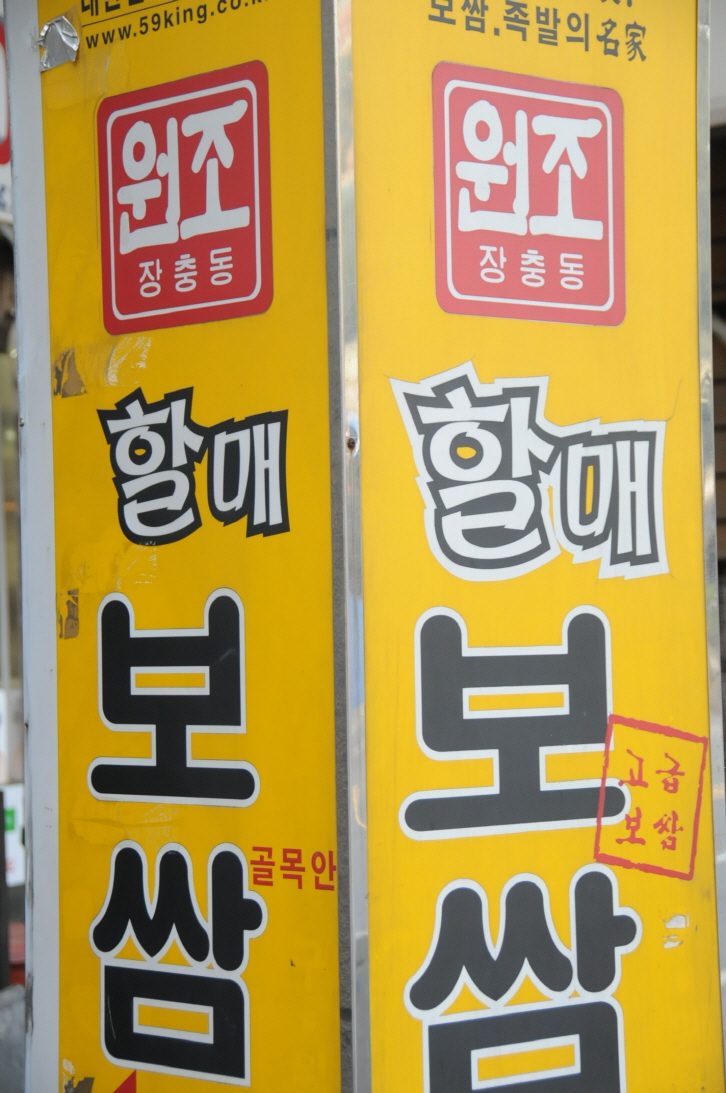 www.59king.co.k
원조
장충동
할매
보
쌈
골목안
보쌈.족발의名家
원조
장충동
할매
보
고급
보쌈
쌈